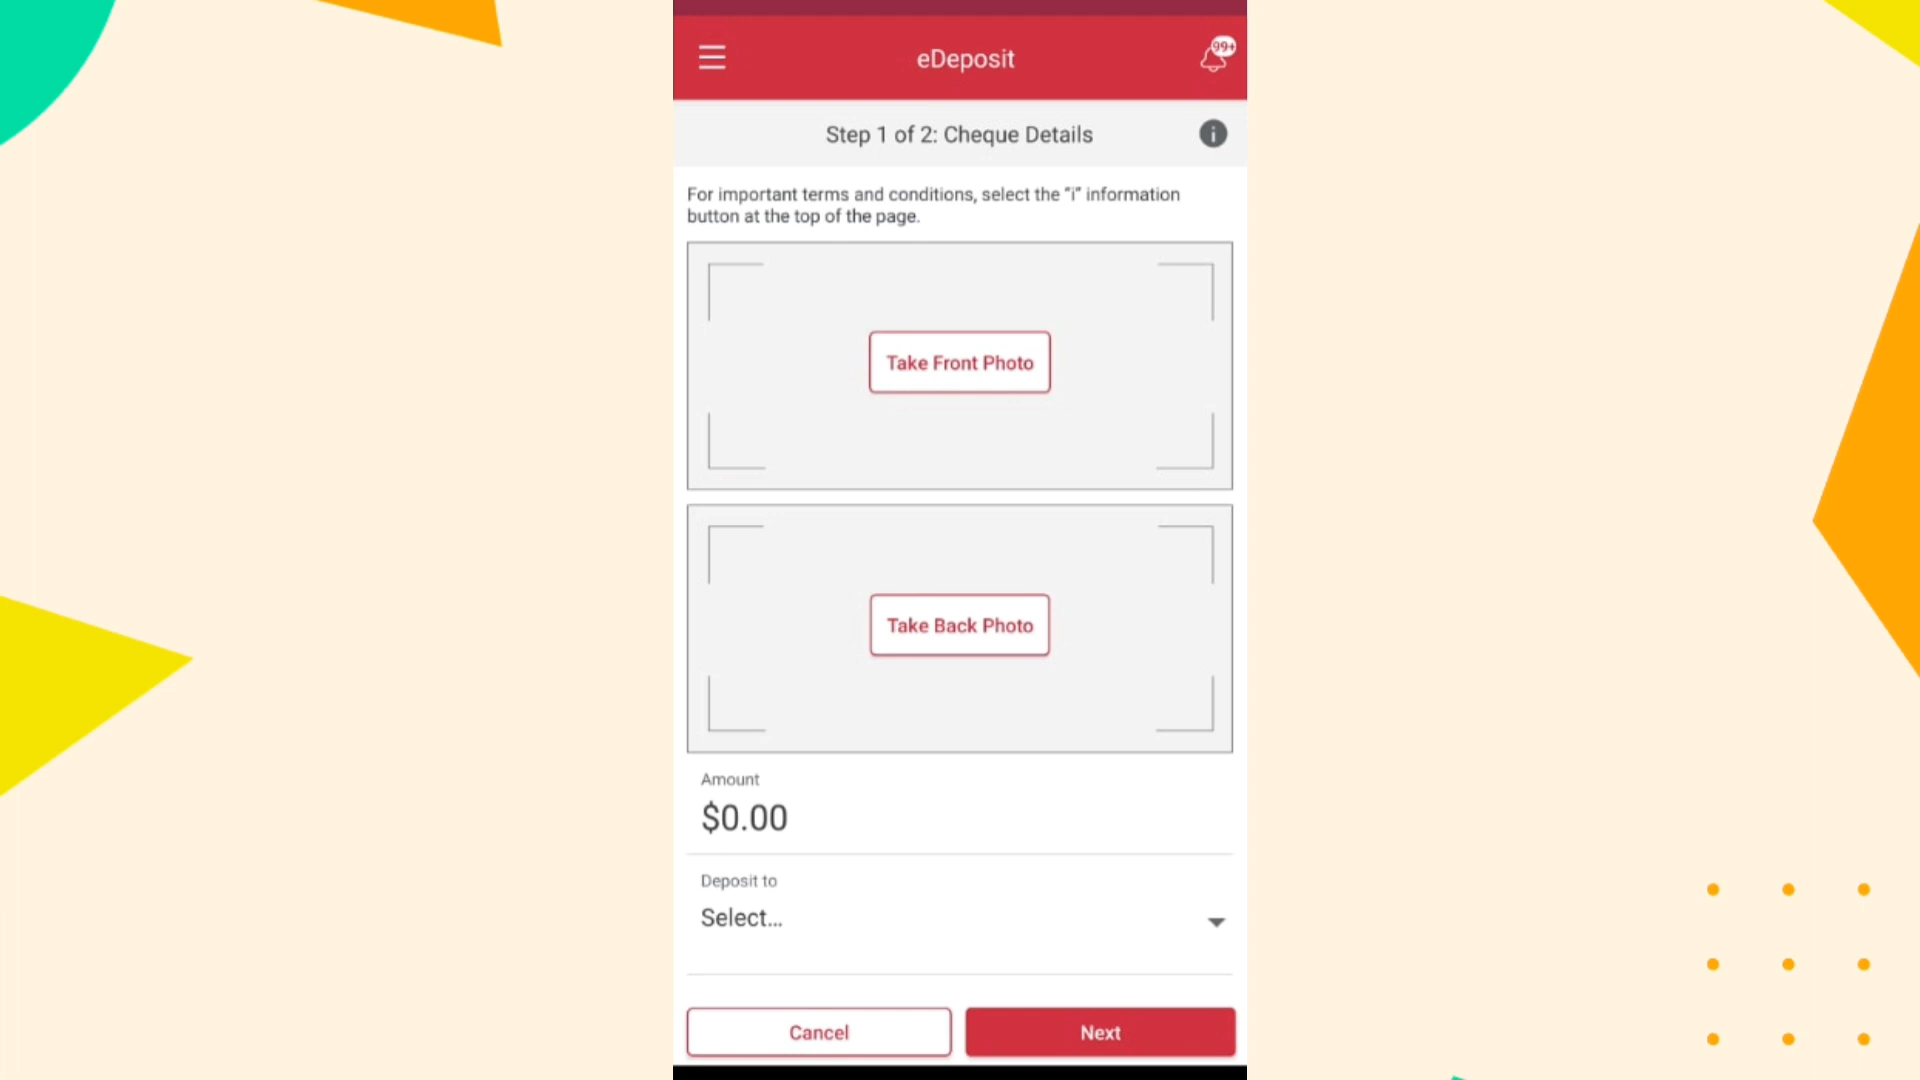 eDeposit
99+
Step 1 of 2: Cheque Details
i
For important terms and conditions, select the “i” information
button at the top of the page.
Take Front Photo
Take Back Photo
Amount
$0.00
Deposit to
Select...
Cancel
Next